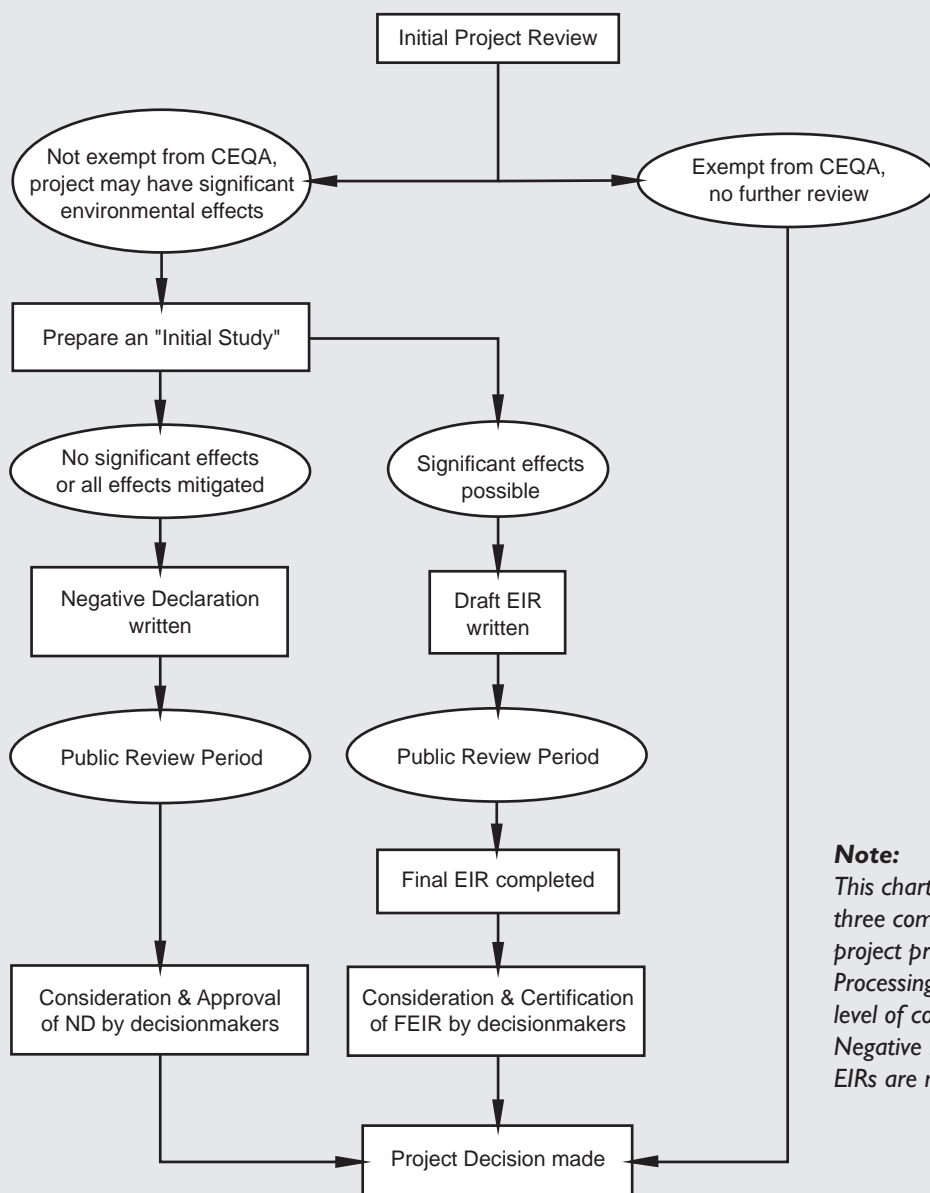 Initial Project Review
Not exempt from CEQA,
project may have significant
environmental effects
Exempt from CEQA,
no further review
Prepare an "Initial Study"
No significant effects
or all effects mitigated
Significant effects
possible
Negative Declaration
written
Draft EIR
written
Public Review Period
Public Review Period
Final EIR completed
Consideration & Approval
of ND by decisionmakers
Consideration & Certification
of FEIR by decisionmakers
Project Decision made
Note:
This chart
three com
project pr
Processing
level of co
Negative
EIRs are